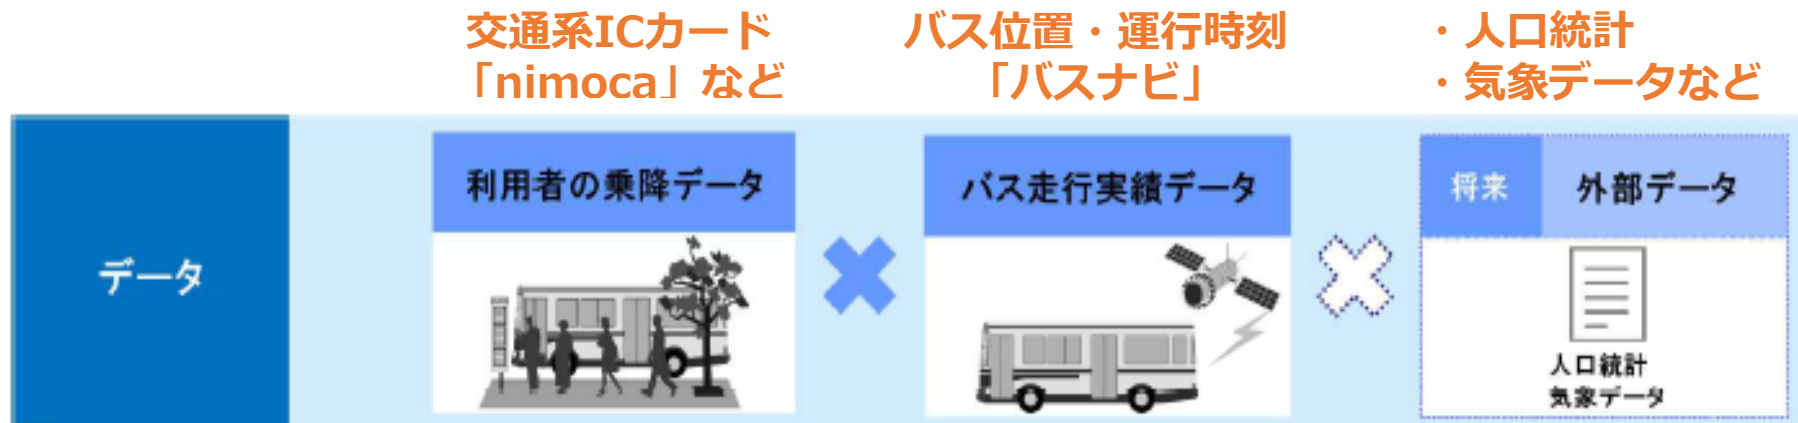 交通系ICカード
「nimoca」など
バス位置・運行時刻
「バスナビ」
・人口統計
・気象データなど
データ
利用者の乗降データ
バス走行実績データ
将来
外部データ
人口統計
気象データ